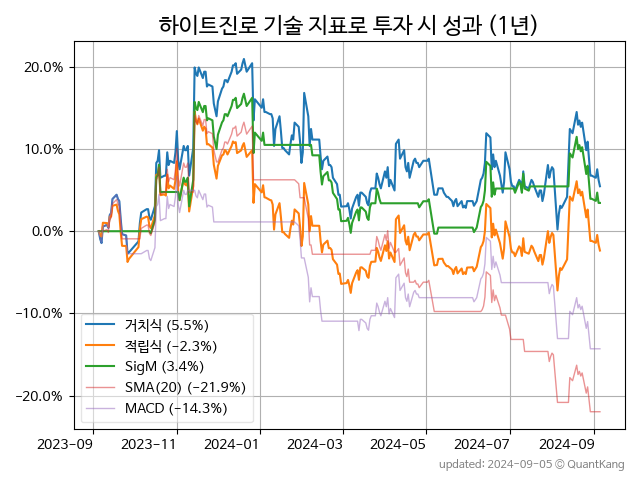 하이트진로 기술 지표로 투자 시 성과 (1년)
20.0%
10.0%
0.0%
−10.0%
−20.0%
거치식 (5.5%)
적립식 (−2.3%)
SigM (3.4%)
SMA(20) (−21.9%)
MACD (−14.3%)
2023-09 2023-11 2024-01 2024-03 2024-05 2024-07 2024-09
updated: 2024-09-05 © QuantKang